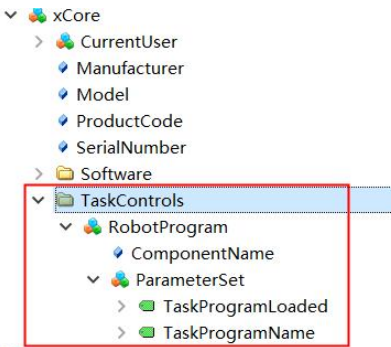 xCore
CurrentUser
Manufacturer
Model
ProductCode
SerialNumber
Software
TaskControls
RobotProgram
ComponentName
ParameterSet
TaskProgramLoaded
TaskProgramName